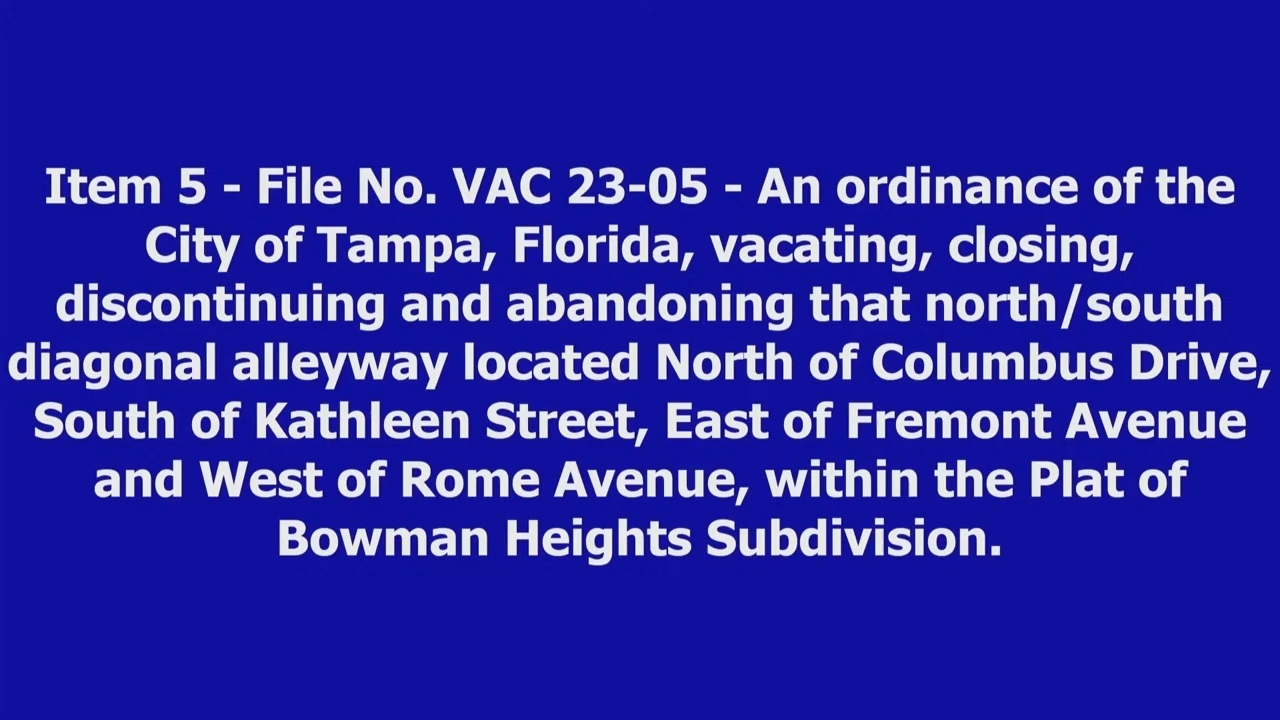 Item 5 - File No. VAC 23-05 - An ordinance of the
City of Tampa, Florida, vacating, closing,
discontinuing and abandoning that north/south
diagonal alleyway located North of Columbus Drive,
South of Kathleen Street, East of Fremont Avenue
and West of Rome Avenue, within the Plat of
Bowman Heights Subdivision.